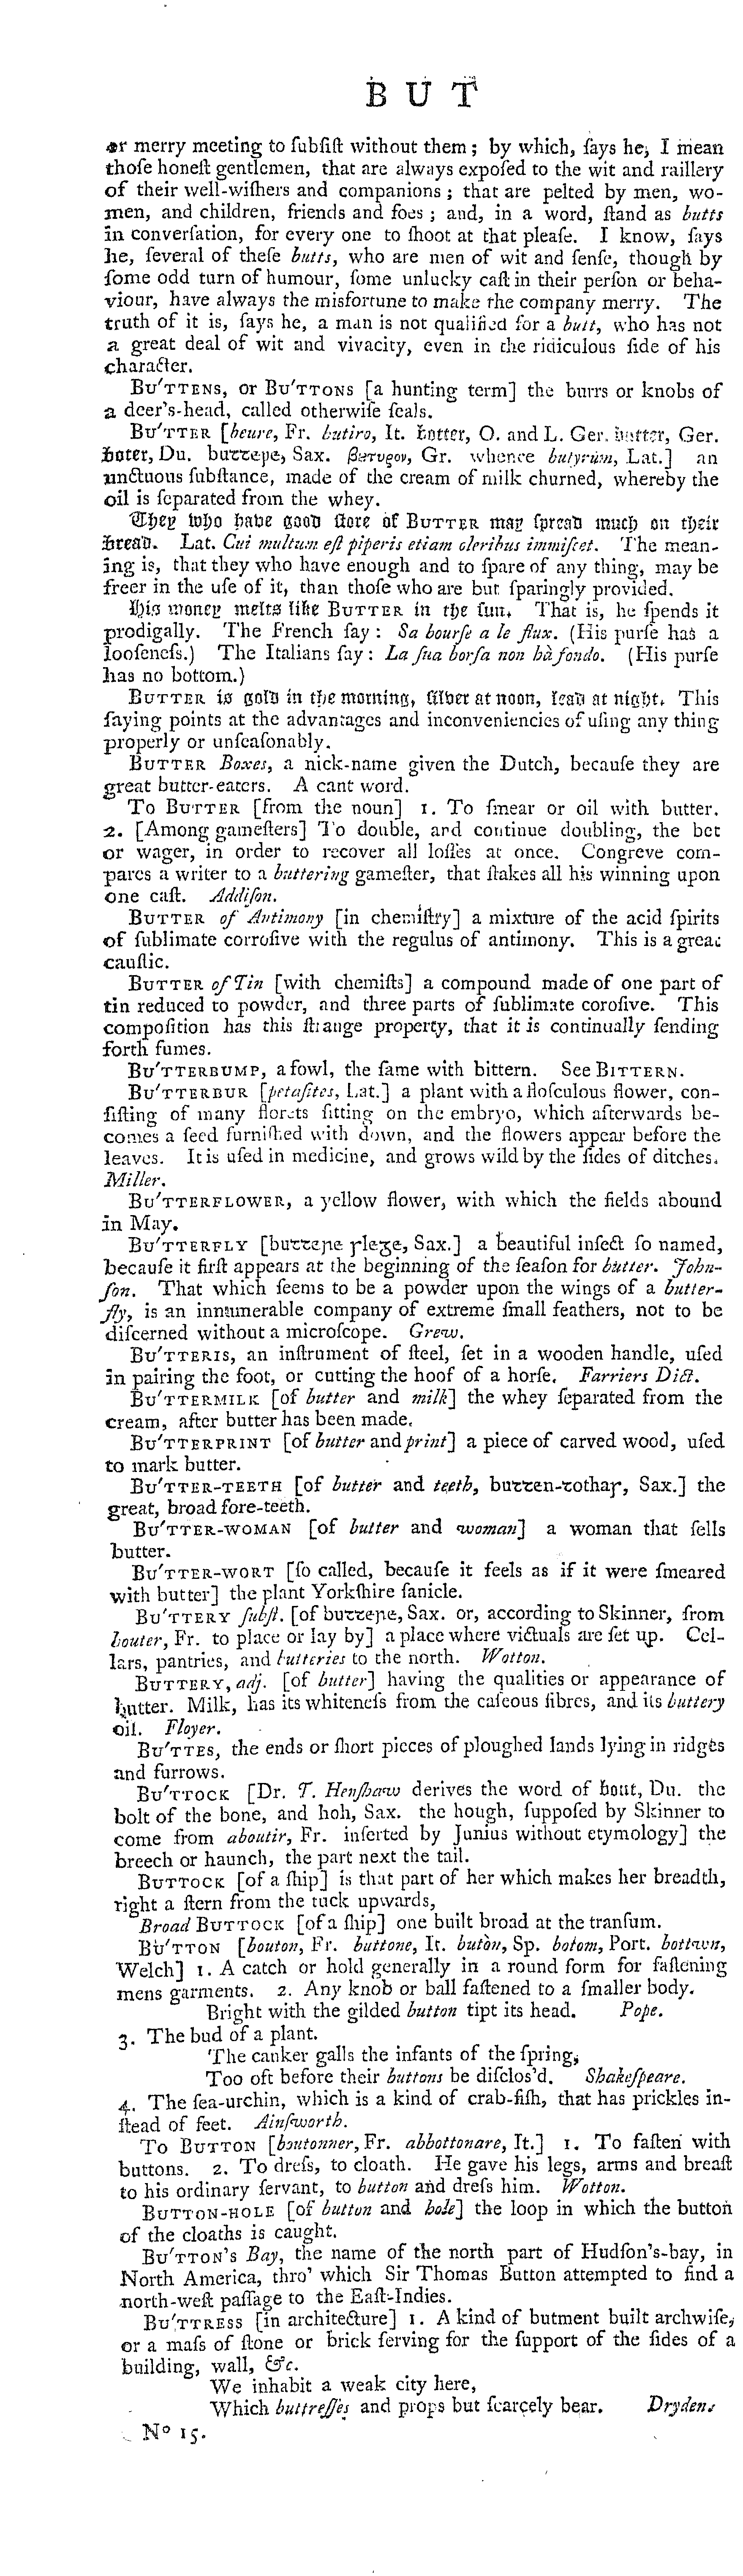 B U T
or merry meeting to ſubſiſt without them; by which, ſays he, I mean
thoſe honeſt gentlemen, that are always expoſed to the wit and raillery
of their well-wiſhers and companions; that are pelted by men, wo-
men, and children, friends and foes; and, in a word, ſtand as butts
in converſation, for every one to ſhoot at that pleaſe. I know, ſays
he, ſeveral of theſe butts, who are men of wit and ſenſe, though by
ſome odd turn of humour, ſome unlucky caſt in their perſon or beha-
viour, have always the misfortune to make the company merry. The
truth of it is, ſays he, a man is not qualified for a butt, who has not
a great deal of wit and vivacity, even in the ridiculous ſide of his
character.
BU'TTENS, or BU'TTONS [a hunting term] the burrs or knobs of
a deer's-head, called otherwiſe ſeals.
BU'TTER [beure, Fr. butiro, It. botter, O. and L. Ger. butter, Ger.
boter, Du. buꞇꞇeꞃe, Sax. βȣτυρον, Gr. whence butyrum, Lat.] an
unctuous ſubſtance, made of the cream of milk churned, whereby the
oil is ſeparated from the whey.
They who have good ſtore of BUTTER may ſpread much on their
bread. Lat. Cui multum eſt piperis etiam oleribus immiſcet. The mean-
ing is, that they who have enough and to ſpare of any thing, may be
freer in the uſe of it, than thoſe who are but ſparingly provided.
His money melts like BUTTER in the ſun. That is, he ſpends it
prodigally. The French ſay: Sa bourſe a le flux. (His purſe has a
looſeneſs.) The Italians ſay: La ſua borſa non hà fondo. (His purſe
has no bottom.)
BUTTER is gold in the morning, ſilver at noon, lead at night. This
ſaying points at the advantages and inconveniencies of uſing any thing
properly or unſeaſonably.
BUTTER Boxes, a nick-name given the Dutch, becauſe they are
great butter-eaters. A cant word.
To BUTTER [from the noun] 1. To ſmear or oil with butter.
2. [Among gameſters] To double, and continue doubling, the bet
or wager, in order to recover all loſſes at once. Congreve com-
pares a writer to a buttering gameſter, that ſtakes all his winning upon
one caſt. Addiſon.
BUTTER of Antimony [in chemiſtry] a mixture of the acid ſpirits
of ſublimate corroſive with the regulus of antimony. This is a great
cauſtic.
BUTTER of Tin [with chemiſts] a compound made of one part of
tin reduced to powder, and three parts of ſublimate coroſive. This
compoſition has this ſtrange property, that it is continually ſending
forth fumes.
BU'TTERBUMP, a fowl, the ſame with bittern. See BITTERN.
BU'TTERBUR [petaſites, Lat.] a plant with a floſculous flower, con-
ſiſting of many florets ſitting on the embryo, which afterwards be-
comes a ſeed furniſhed with down, and the flowers appear before the
leaves. It is uſed in medicine, and grows wild by the ſides of ditches.
Miller.
BU'TTERFLOWER, a yellow flower, with which the fields abound
in May.
BU'TTERFLY [buꞇꞇeꞃe ꝼleᵹe, Sax.] a beautiful inſect ſo named,
becauſe it firſt appears at the beginning of the ſeaſon for butter. John-
ſon. That which ſeems to be a powder upon the wings of a butter-
fly, is an innumerable company of extreme ſmall feathers, not to be
diſcerned without a microſcope. Grew.
BU'TTERIS, an inſtrument of ſteel, ſet in a wooden handle, uſed
in pairing the foot, or cutting the hoof of a horſe. Farriers Dict.
BU'TTERMILK [of butter and milk] the whey ſeparated from the
cream, after butter has been made.
BU'TTERPRINT [of butter and print] a piece of carved wood, uſed
to mark butter.
BU'TTER-TEETH [of butter and teeth, buꞇꞇen-ꞇothaꞅ, Sax.] the
great, broad fore-teeth.
BU'TTER-WOMAN [of butter and woman] a woman that ſells
butter.
BU'TTER-WORT [ſo called, becauſe it feels as if it were ſmeared
with butter] the plant Yorkſhire ſanicle.
BU'TTERY ſubſt. [of buꞇꞇeꞃe, Sax. or, according to Skinner, from
bouter, Fr. to place or lay by] a place where victuals are ſet up. Cel-
lars, pantries, and butteries to the north. Wotton.
BUTTERY, adj. [of butter] having the qualities or appearance of
butter. Milk, has its whiteneſs from the caſeous fibres, and its buttery
oil. Floyer.
BU'TTES, the ends or ſhort pieces of ploughed lands lying in ridges
and furrows.
BU'TTOCK [Dr. T. Henſhaw derives the word of bout, Du. the
bolt of the bone, and hoh, Sax. the hough, ſuppoſed by Skinner to
come from aboutir, Fr. inſerted by Junius without etymology] the
breech or haunch, the part next the tail.
BUTTOCK [of a ſhip] is that part of her which makes her breadth,
right a ſtern from the tuck upwards,
Broad BUTTOCK [of a ſhip] one built broad at the tranſum.
BU'TTON [bouton, Fr. buttone, It. butòn, Sp. botom, Port. bottwn,
Welch] 1. A catch or hold generally in a round form for faſtening
mens garments. 2. Any knob or ball faſtened to a ſmaller body.
Bright with the gilded button tipt its head. Pope.
3. The bud of a plant.
The canker galls the infants of the ſpring,
Too oft before their buttons be diſclos'd. Shakeſpeare.
4. The ſea-urchin, which is a kind of crab-fiſh, that has prickles in-
ſtead of feet. Ainſworth.
To BUTTON [boutonner, Fr. abbottonare, It.] 1. To faſten with
buttons. 2. To dreſs, to cloath. He gave his legs, arms and breaſt
to his ordinary ſervant, to button and dreſs him. Wotton.
BUTTON-HOLE [of button and hole] the loop in which the button
of the cloaths is caught.
BU'TTON'S Bay, the name of the north part of Hudſon's-bay, in
North America, thro' which Sir Thomas Button attempted to find a
north-weſt paſſage to the Eaſt-Indies.
BU'TTRESS [in architecture] 1. A kind of butment built archwiſe,
or a maſs of ſtone or brick ſerving for the ſupport of the ſides of a
building, wall, &c.
We inhabit a weak city here,
Which buttreſſes and props but ſcarcely bear. Dryden.
No 15.